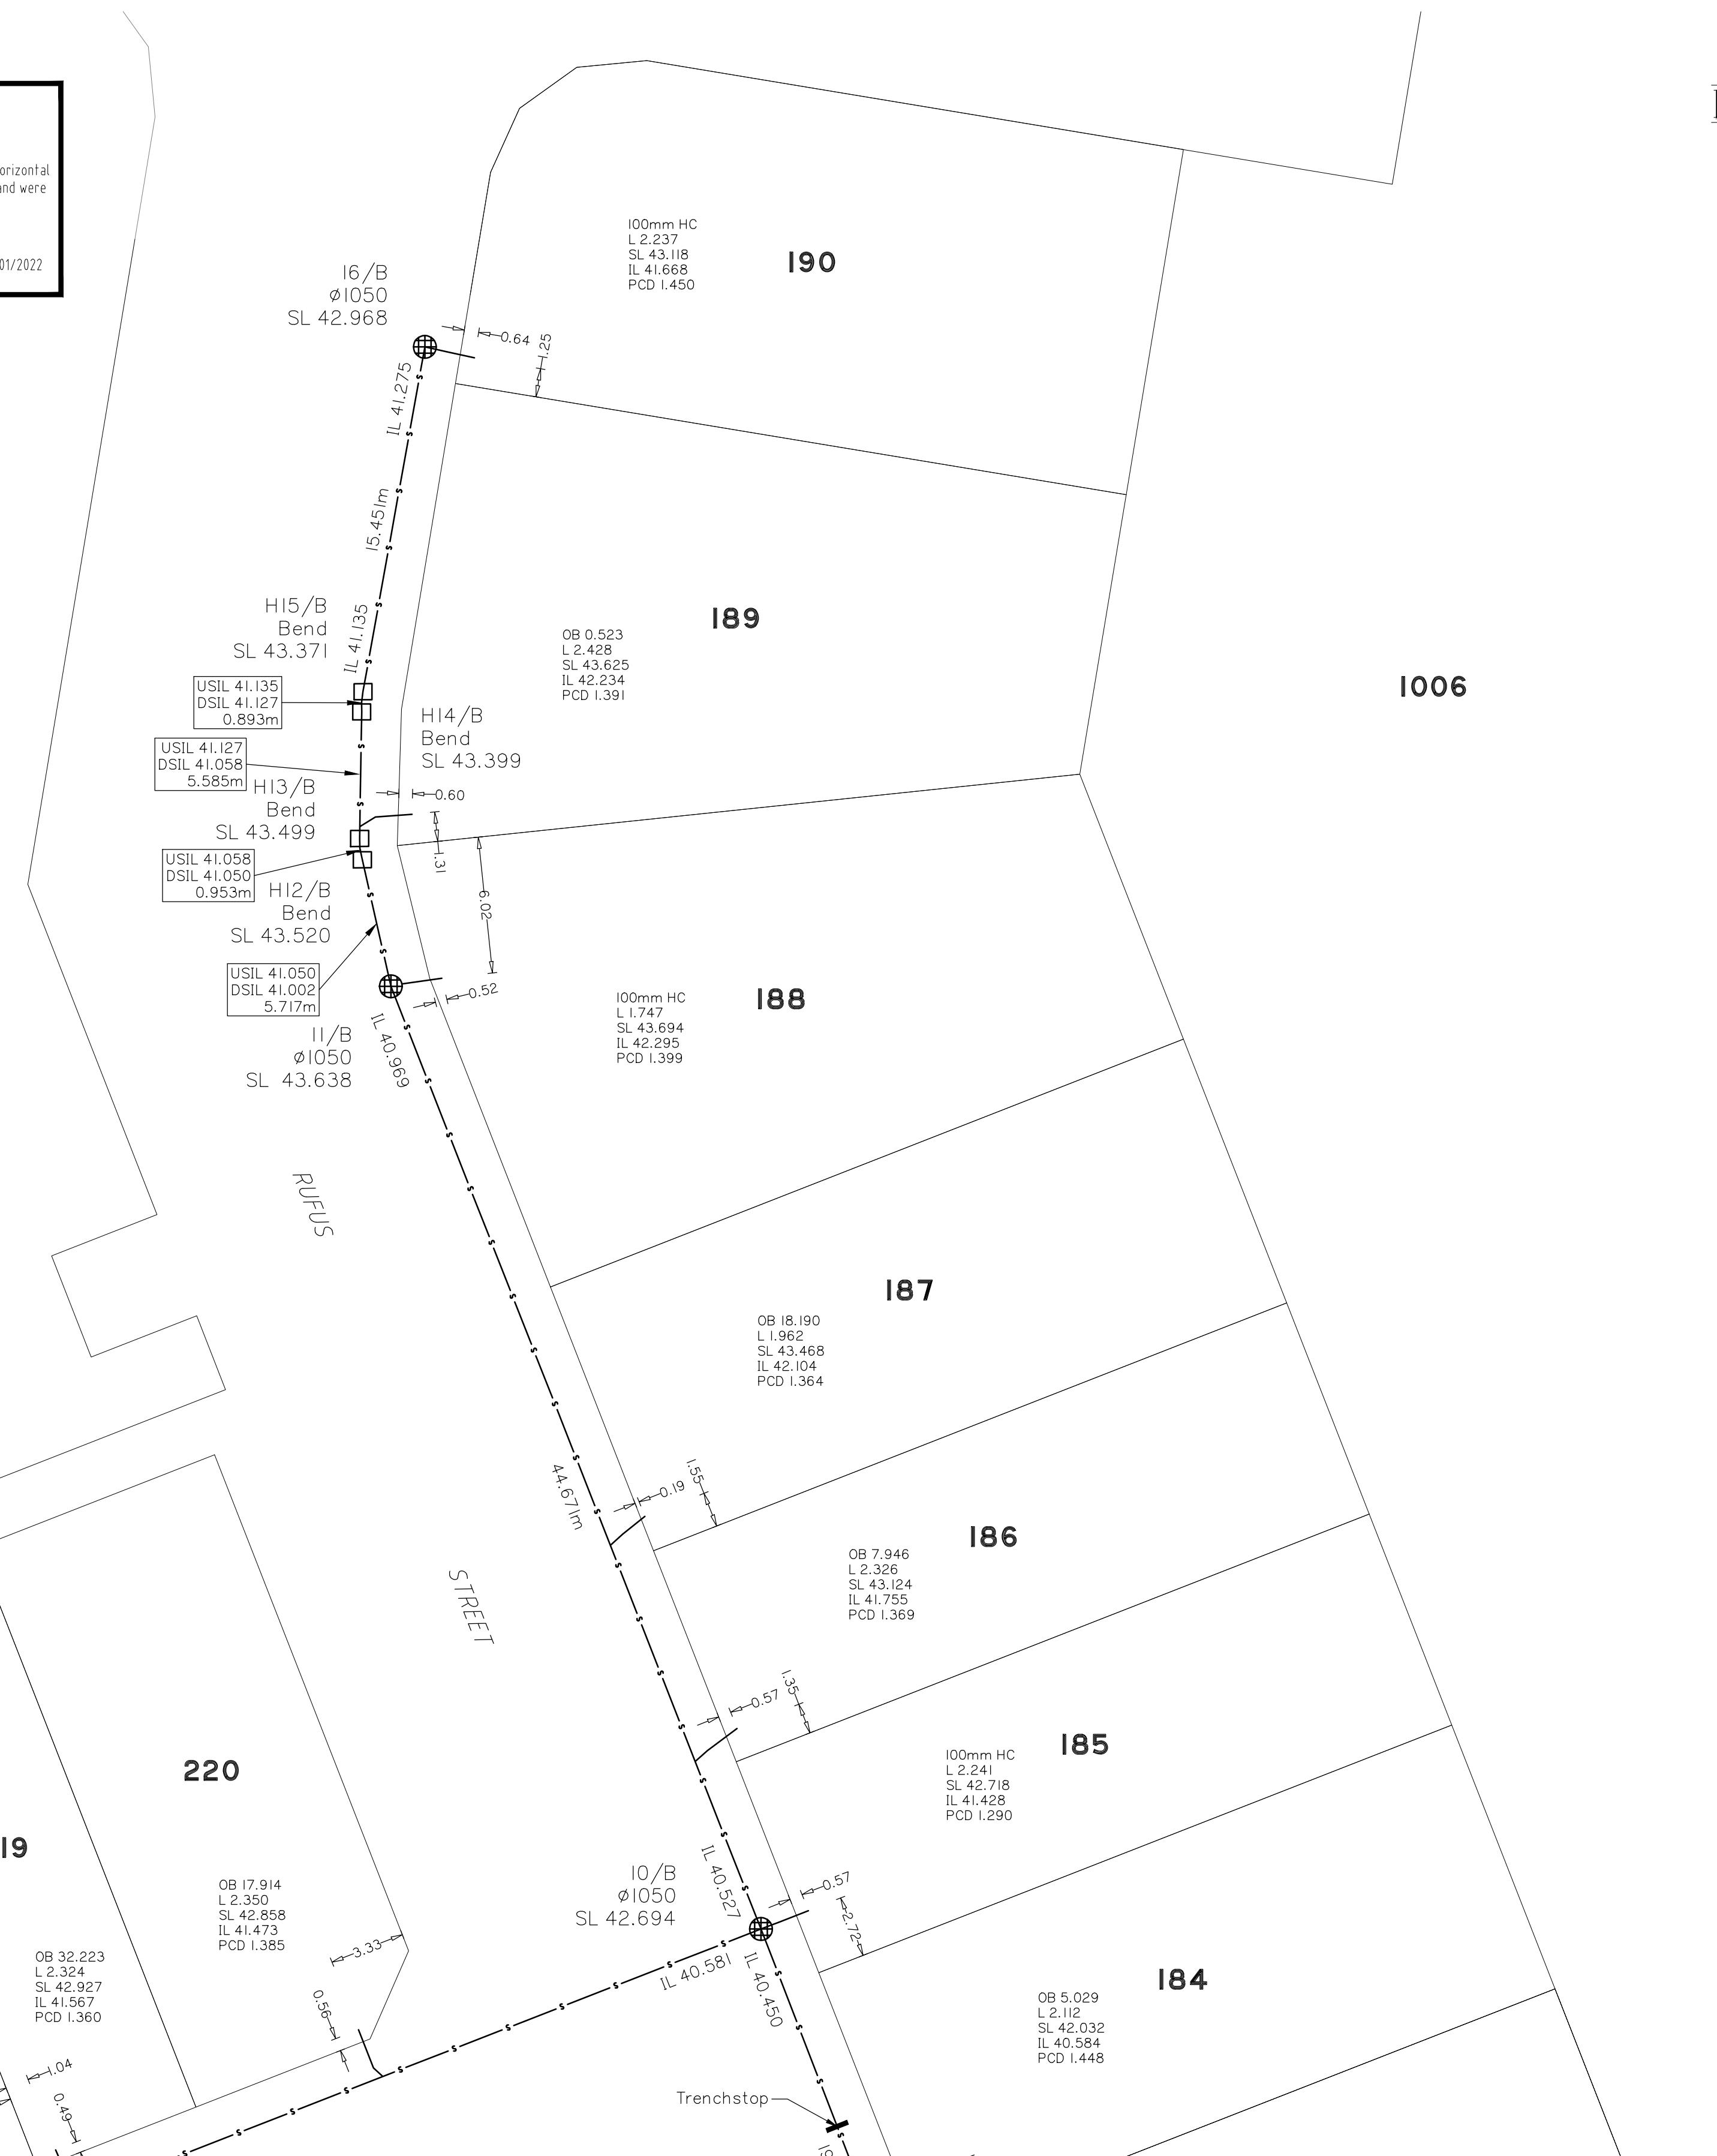 orizontal
and were
01/2022
100mm HC
L 2.237
SL 43.118
IL 41.668
PCD 1.450
190
16/B
ø1050
SL 42.968
0.64
1.25
IL 41.275
15.451m
IL 41.135
H15/B
Bend
SL 43.371
189
OB 0.523
L 2.428
SL 43.625
IL 42.234
PCD 1.391
1006
USIL 41.135
DSIL 41.127
0.893m
H14/B
Bend
SL 43.399
USIL 41.127
DSIL 41.058
5.585m
H13/B
Bend
SL 43.499
0.60
1.31
USIL 41.058
DSIL 41.050
0.953m
H12/B
Bend
SL 43.520
6.02
USIL 41.050
DSIL 41.002
5.717m
0.52
188
100mm HC
L 1.747
SL 43.694
IL 42.295
PCD 1.399
11/B
ø1050
SL 43.638
IL 40.969
RUFUS
187
OB 18.190
L 1.962
SL 43.468
IL 42.104
PCD 1.364
44.671m
0.19
1.55
186
OB 7.946
L 2.326
SL 43.124
IL 41.755
PCD 1.369
STREET
0.57
1.35
185
100mm HC
L 2.241
SL 42.718
IL 41.428
PCD 1.290
220
19
OB 17.914
L 2.350
SL 42.858
IL 41.473
PCD 1.385
10/B
ø1050
SL 42.694
IL 40.527
0.57
2.72
IL 40.581
IL 40.450
3.33
0.56
OB 32.223
L 2.324
SL 42.927
IL 41.567
PCD 1.360
184
OB 5.029
L 2.112
SL 42.032
IL 40.584
PCD 1.448
1.04
0.49
Trenchstop